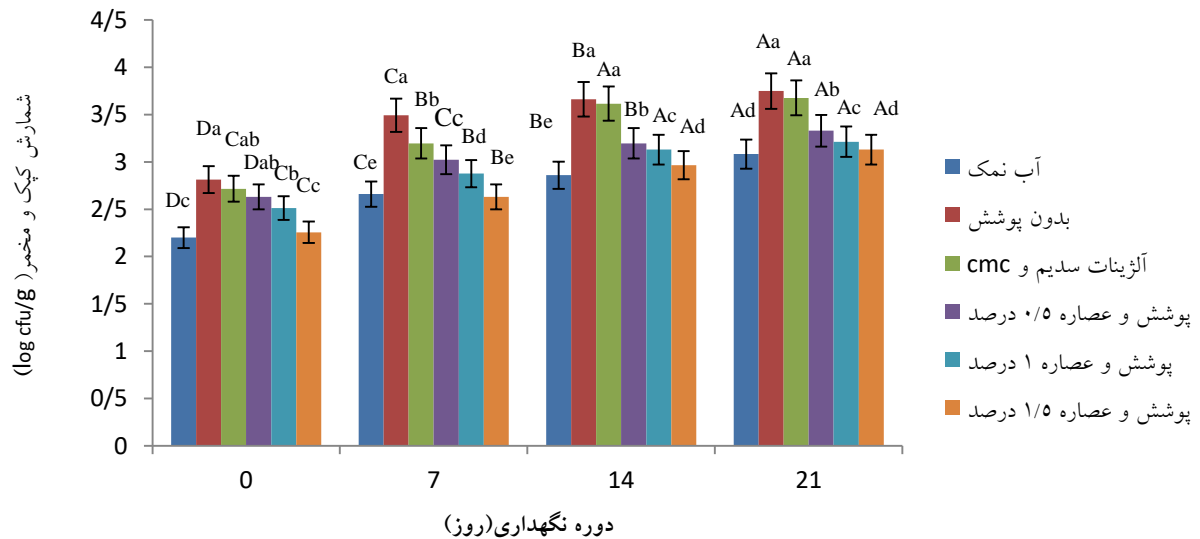 شمارش کپک و مخمر( log cfu/g)
4/5
4
3/5
3
2/5
2
1/5
1
0/5
0
Dc
Da
Cab
Dab
Cb
Cc
Ce
Ca
Bb
Cc
Bd
Be
Be
Ba
Aa
Bb
Ac
Ad
Ad
Aa
Aa
Ab
Ac
Ad
0
7
14
21
دوره نگهداری(روز)
آب نمک
بدون پوشش
آلژینات سدیم و cmc
پوشش و عصاره ۰/۵ درصد
پوشش و عصاره ۱ درصد
پوشش و عصاره ۱/۵ درصد